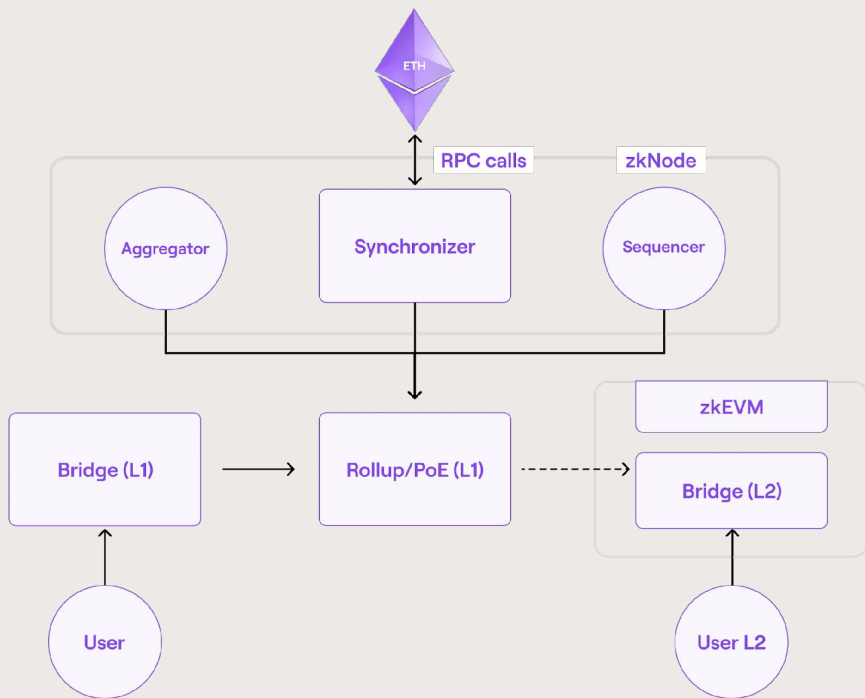 ETH
RPC calls
zkNode
Aggregator
Synchronizer
Sequencer
zkEVM
Bridge (L1)
Rollup/PoE (L1)
Bridge (L2)
User
User L2